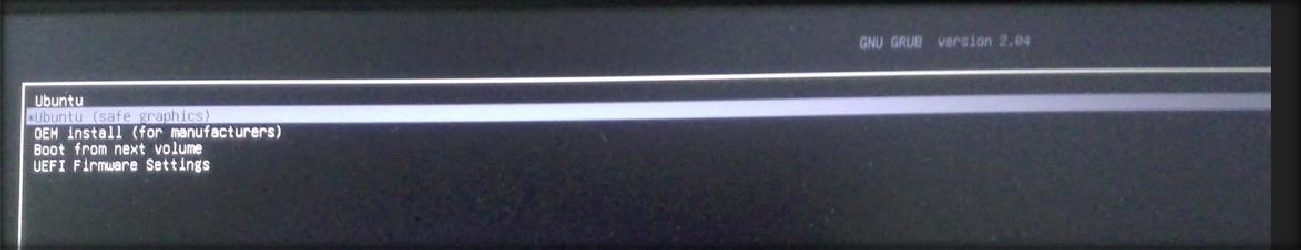 GNU GRUB version 2.04
Ubuntu
*Ubuntu (safe graphics)
OEM install (for manufacturers)
Boot from next volume
UEFI Firmware Settings